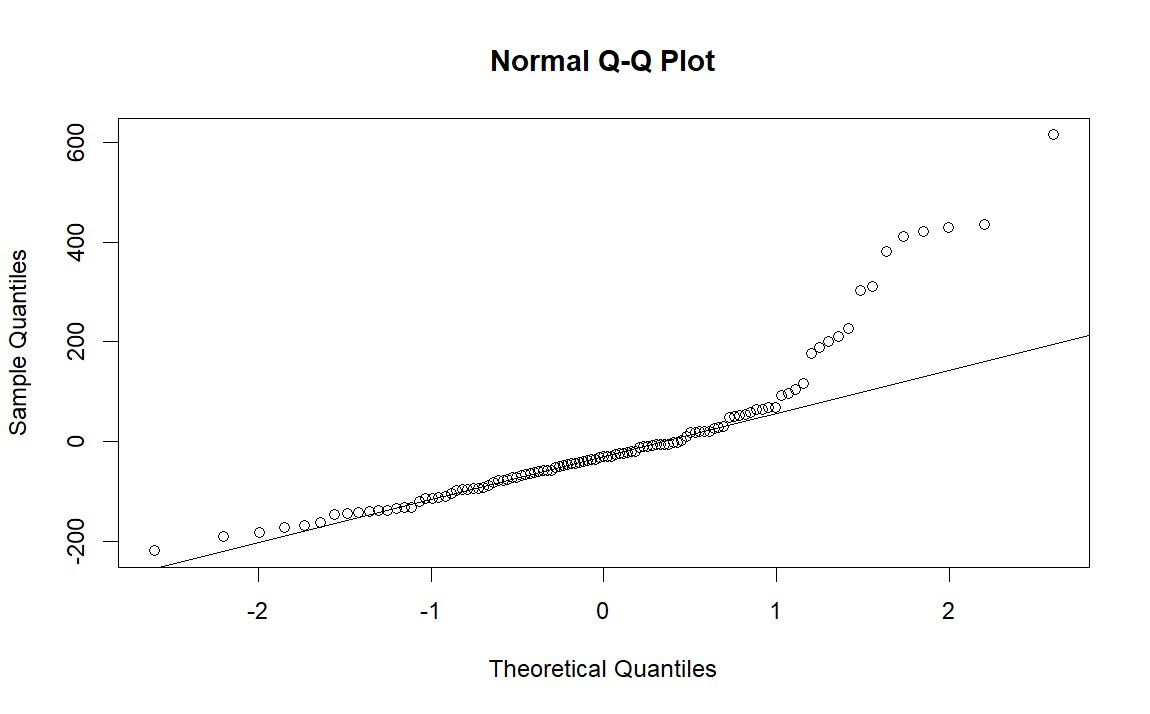 Normal Q-Q Plot
Sample Quantiles
600
400
200
0
-200
-2 -1 0 1 2
Theoretical Quantiles